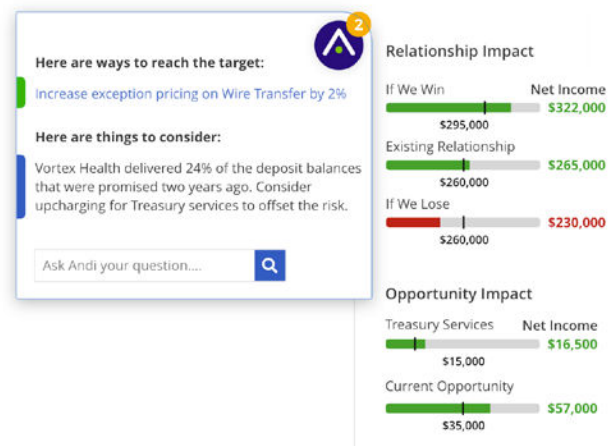 2
Here are ways to reach the target:
Increase exception pricing on Wire Transfer by 2%
Here are things to consider:
Vortex Health delivered 24% of the deposit balances
that were promised two years ago. Consider
upcharging for Treasury services to offset the risk.
Ask Andi your question....
Relationship Impact
If We Win Net Income
$322,000
$295,000
Existing Relationship
$265,000
$260,000
If We Lose
$230,000
$260,000
Opportunity Impact
Treasury Services Net Income
$16,500
$15,000
Current Opportunity
$57,000
$35,000